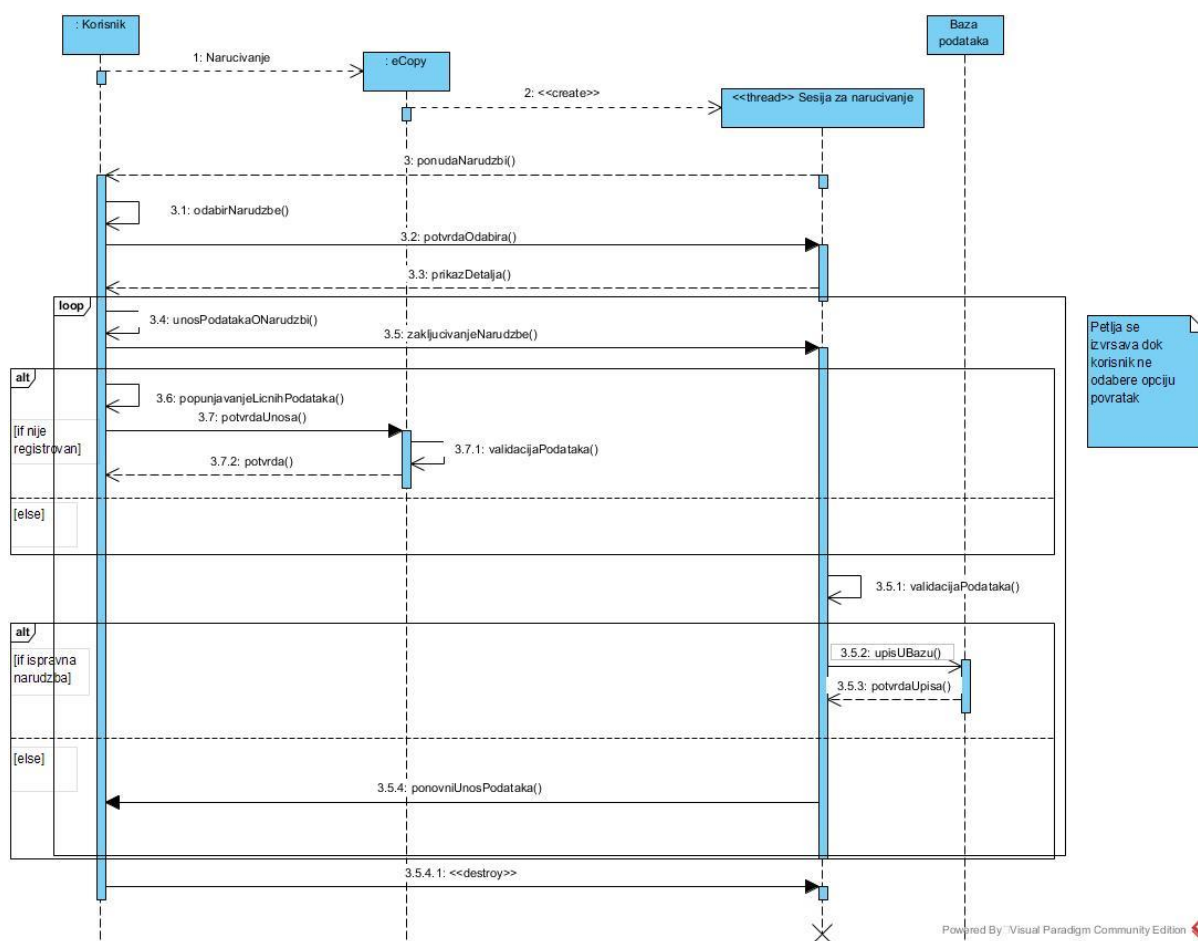 : Korisnik
Baza
podataka
1: Narucivanje
: eCopy
2: <<create>>
<<thread>> Sesija za narucivanje
3: ponudaNarudzbi()
3.1: odabirNarudzbe()
3.2: potvrdaOdabira()
3.3: prikazDetalja()
loop
3.4: unosPodatakaONarudzbi()
3.5: zakljucivanjeNarudzbe()
Petlja se
izvrsava dok
korisnik ne
odabere opciju
povratak
alt
3.6: popunjavanjeLicnihPodataka()
3.7: potvrdaUnosa()
[if nije
registrovan]
3.7.1: validacijaPodataka()
3.7.2: potvrda()
[else]
3.5.1: validacijaPodataka()
alt
[if ispravna
narudzba]
3.5.2: upisUBazu()
3.5.3: potvrdaUpisa()
[else]
3.5.4: ponovniUnosPodataka()
3.5.4.1: <<destroy>>
Powered By Visual Paradigm Community Edition